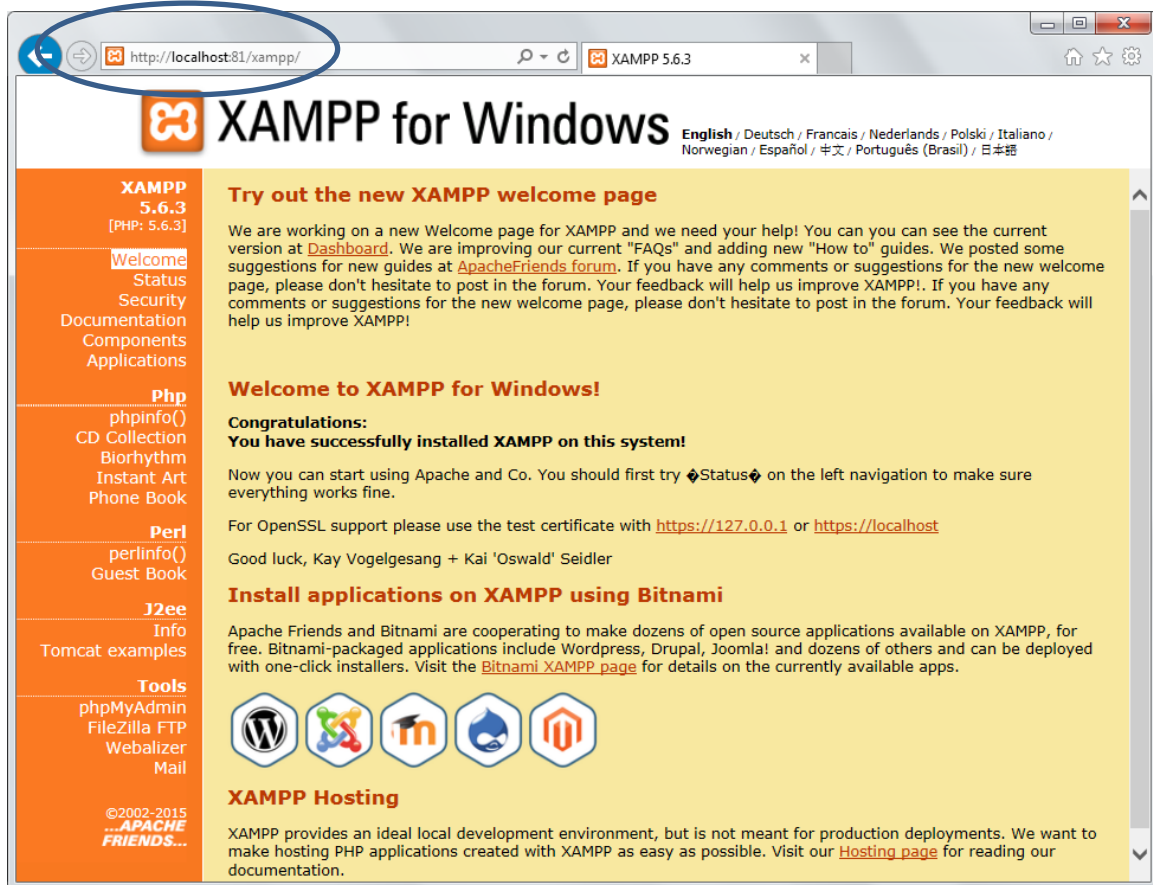 http://localhost:81/xampp/
XAMPP 5.6.3
XAMPP for Windows
English / Deutsch / Francais / Nederlands / Polski / Italiano /
Norwegian / Español / 中文 / Português (Brasil) / 日本語
XAMPP
5.6.3
[PHP: 5.6.3]
Welcome
Status
Security
Documentation
Components
Applications
Php
phpinfo()
CD Collection
Biorhythm
Instant Art
Phone Book
Perl
perlinfo()
Guest Book
J2ee
Info
Tomcat examples
Tools
phpMyAdmin
FileZilla FTP
Webalizer
Mail
©2002-2015
...APACHE
FRIENDS...
Try out the new XAMPP welcome page
We are working on a new Welcome page for XAMPP and we need your help! You can you can see the current
version at Dashboard. We are improving our current "FAQs" and adding new "How to" guides. We posted some
suggestions for new guides at ApacheFriends forum. If you have any comments or suggestions for the new welcome
page, please don't hesitate to post in the forum. Your feedback will help us improve XAMPP!. If you have any
comments or suggestions for the new welcome page, please don't hesitate to post in the forum. Your feedback will
help us improve XAMPP!
Welcome to XAMPP for Windows!
Congratulations:
You have successfully installed XAMPP on this system!
Now you can start using Apache and Co. You should first try �Status� on the left navigation to make sure
everything works fine.
For OpenSSL support please use the test certificate with https://127.0.0.1 or https://localhost
Good luck, Kay Vogelgesang + Kai 'Oswald' Seidler
Install applications on XAMPP using Bitnami
Apache Friends and Bitnami are cooperating to make dozens of open source applications available on XAMPP, for
free. Bitnami-packaged applications include Wordpress, Drupal, Joomla! and dozens of others and can be deployed
with one-click installers. Visit the Bitnami XAMPP page for details on the currently available apps.
XAMPP Hosting
XAMPP provides an ideal local development environment, but is not meant for production deployments. We want to
make hosting PHP applications created with XAMPP as easy as possible. Visit our Hosting page for reading our
documentation.